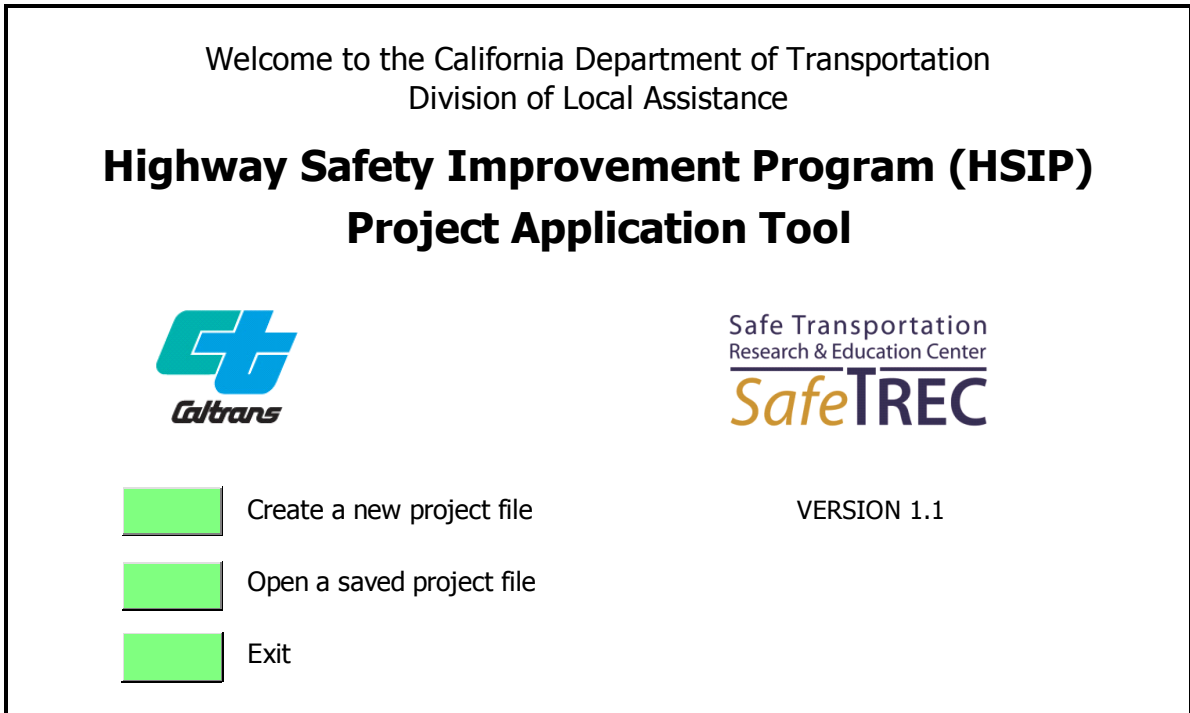 Welcome to the California Department of Transportation
Division of Local Assistance
Highway Safety Improvement Program (HSIP)
Project Application Tool
Caltrans
Safe Transportation
Research & Education Center
SafeTREC
Create a new project file
VERSION 1.1
Open a saved project file
Exit